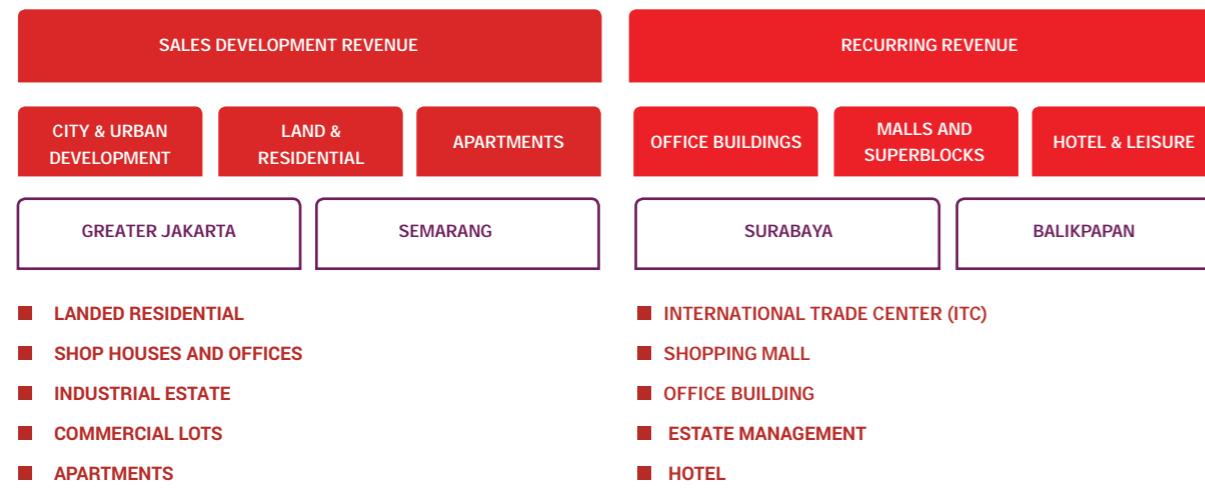 SALES DEVELOPMENT REVENUE
RECURRING REVENUE
CITY & URBAN
DEVELOPMENT
LAND &
RESIDENTIAL
APARTMENTS
OFFICE BUILDINGS
MALLS AND
SUPERBLOCKS
HOTEL & LEISURE
GREATER JAKARTA
SEMARANG
SURABAYA
BALIKPAPAN
LANDED RESIDENTIAL
SHOP HOUSES AND OFFICES
INDUSTRIAL ESTATE
COMMERCIAL LOTS
APARTMENTS
INTERNATIONAL TRADE CENTER (ITC)
SHOPPING MALL
OFFICE BUILDING
ESTATE MANAGEMENT
HOTEL